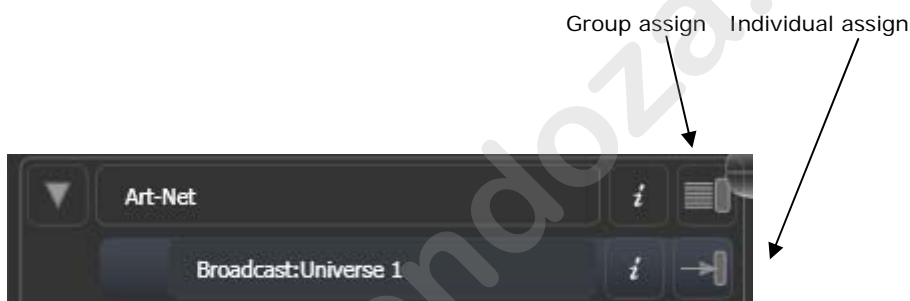 Group assign Individual assign
Art-Net i
Broadcast:Universe 1 i